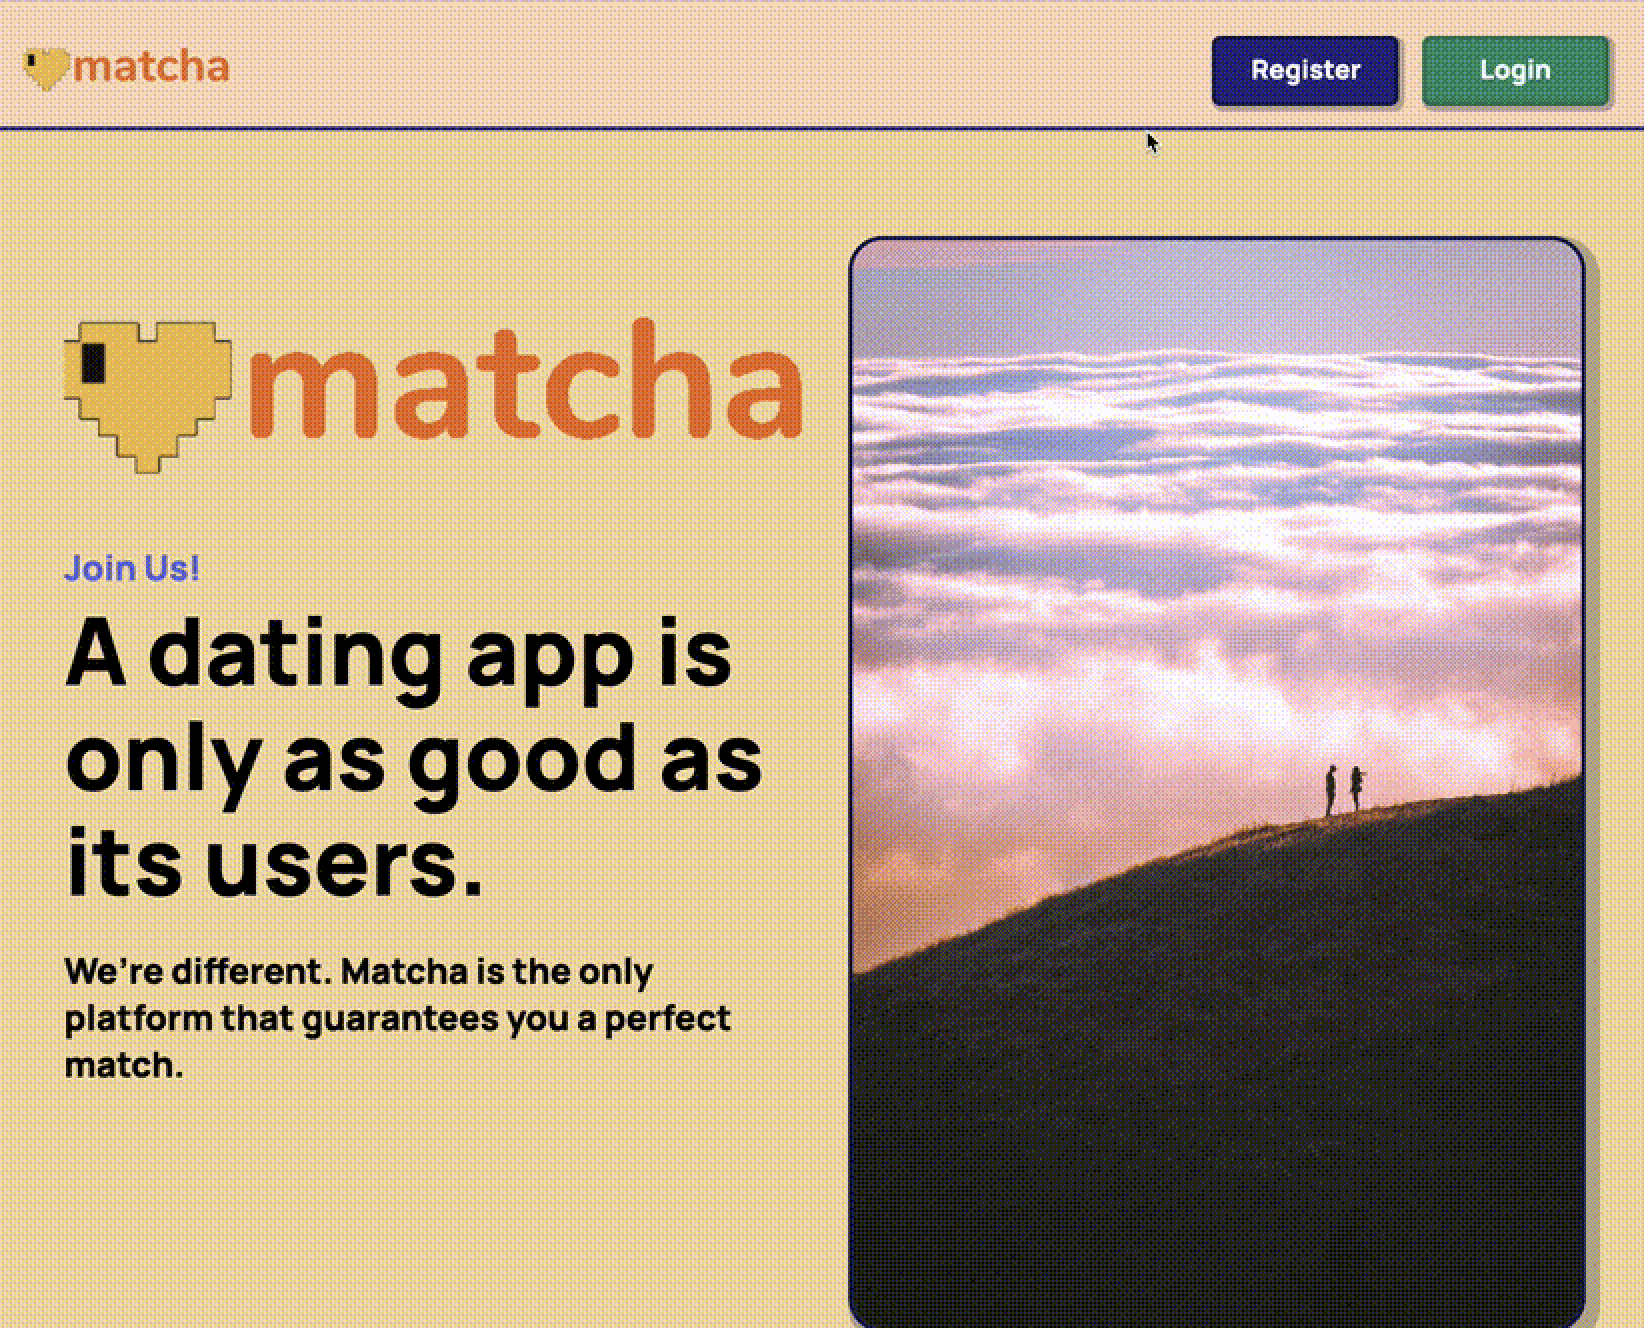 matcha
Register
Login
matcha
Join Us!
A dating app is
only as good as
its users.
We're different. Matcha is the only
platform that guarantees you a perfect
match.